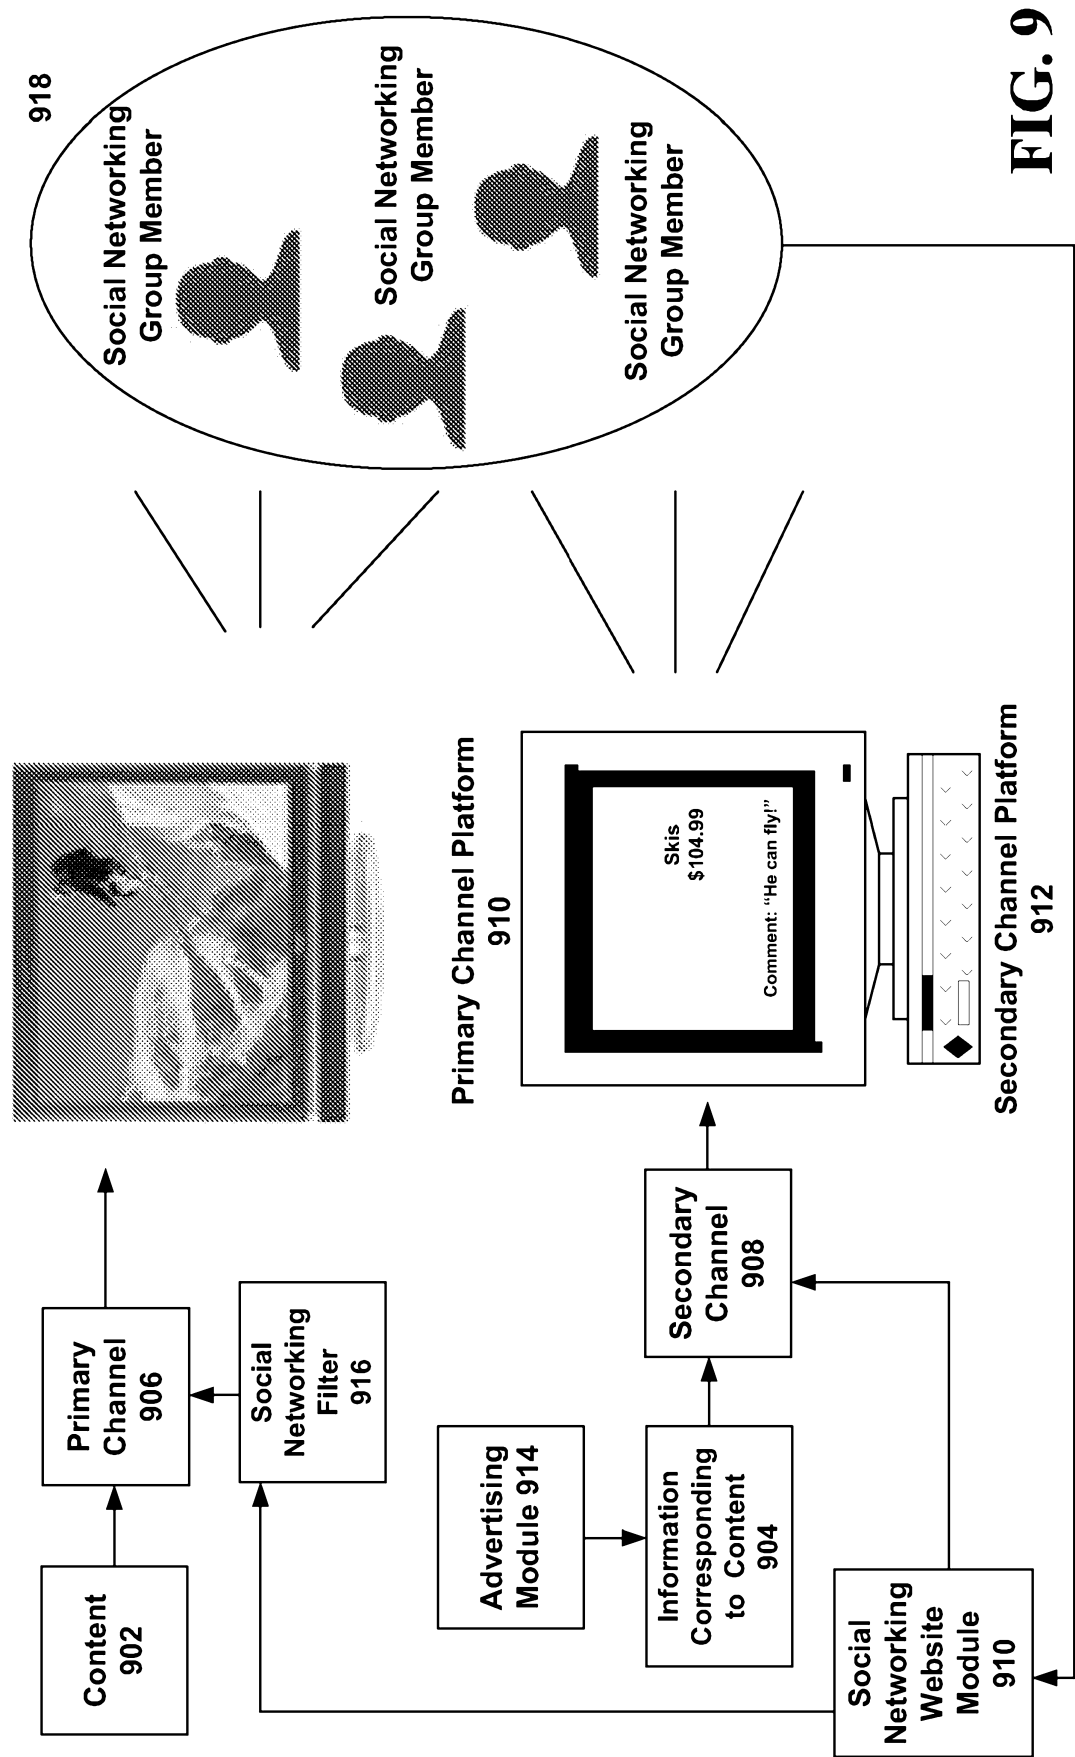 Content
902
Primary
Channel
906
Social
Networking
Filter
916
Primary Channel Platform
910
918
Social Networking
Group Member
Social Networking
Group Member
Social Networking
Group Member
Advertising
Module 914
Information
Corresponding
to Content
904
Secondary
Channel
908
Skis
$104.99
Comment: “He can fly!”
Secondary Channel Platform
912
Social
Networking
Website
Module
910
FIG. 9